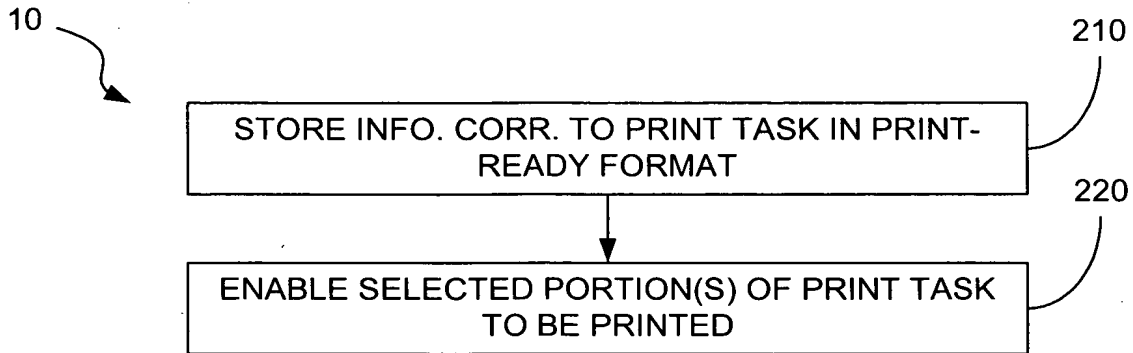 10
210
STORE INFO. CORR. TO PRINT TASK IN PRINT-
READY FORMAT
220
ENABLE SELECTED PORTION(S) OF PRINT TASK
TO BE PRINTED